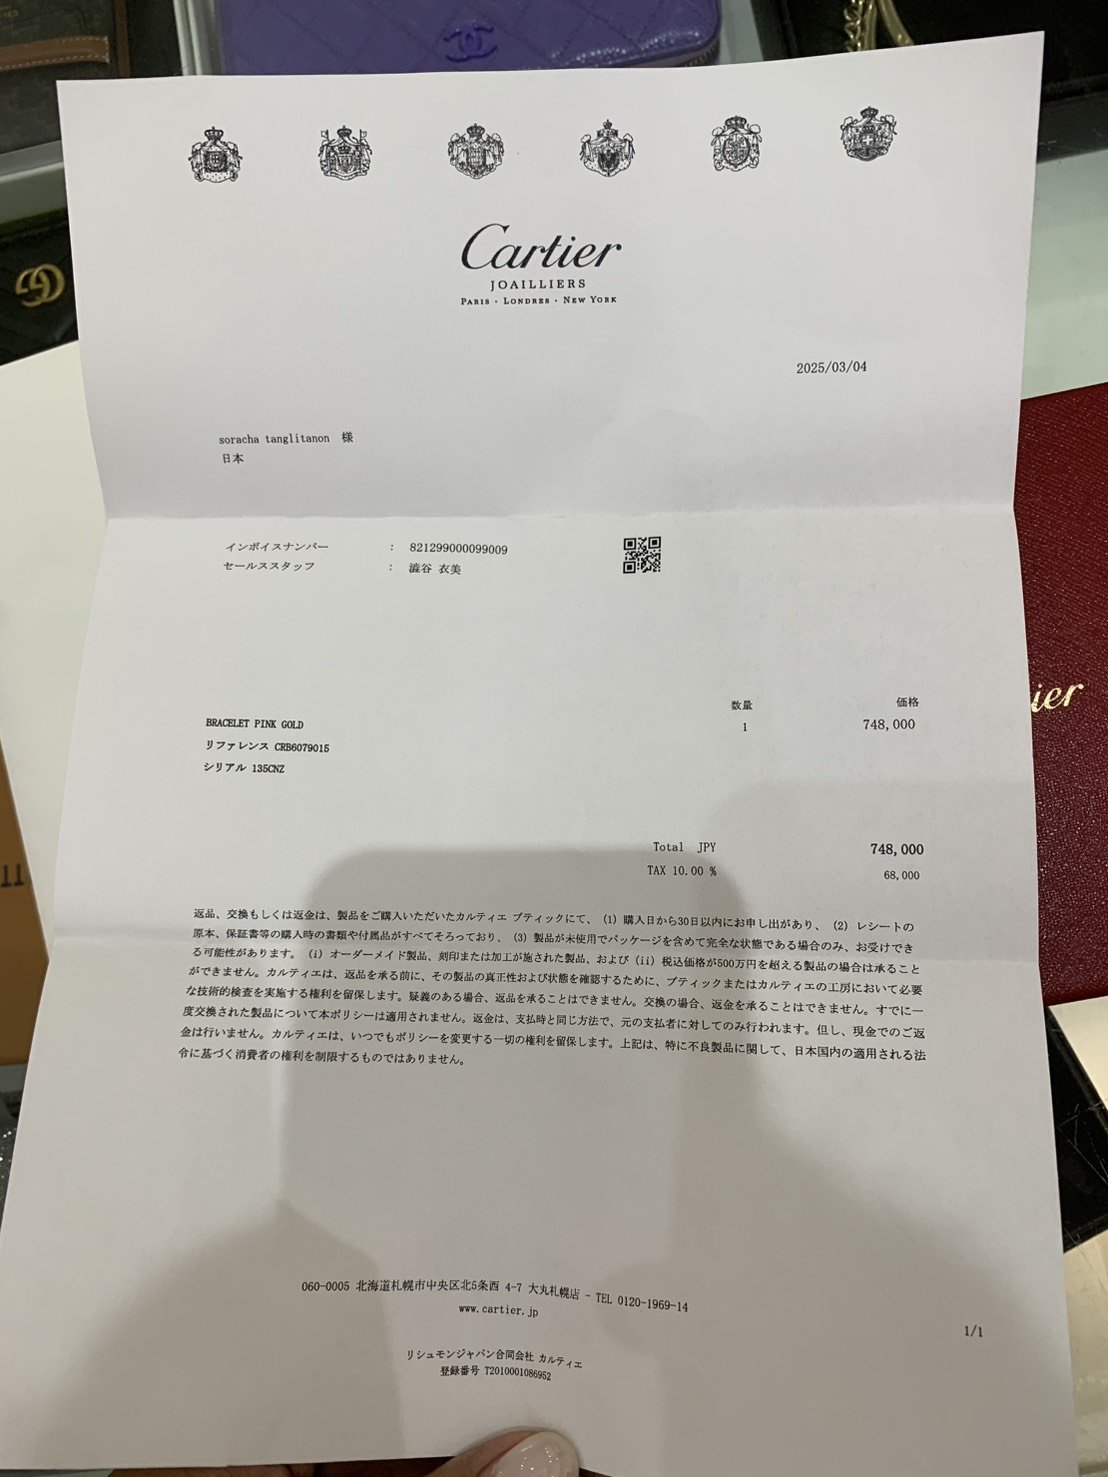 Cartier
JOAILLIERS
PARIS · LONDRES · NEW YORK
2025/03/04
soracha tanglitanon 様
日本
インボイスナンバー : 821299000099009
セールススタッフ : 澁谷 衣美
数量 価格
BRACELET PINK GOLD 1 748,000
リファレンス CRB6079015
シリアル 135CNZ
Total JPY 748,000
TAX 10.00 % 68,000
返品、交換もしくは返金は、製品をご購入いただいたカルティエ ブティックにて、(1) 購入日から30日以内にお申し出があり、(2) レシートの
原本、保証書等の購入時の書類や付属品がすべてそろっており、(3) 製品が未使用でパッケージを含めて完全な状態である場合のみ、お受けでき
る可能性があります。(i) オーダーメイド製品、刻印または加工が施された製品、および(ii) 税込価格が500万円を超える製品の場合は承ること
ができません。カルティエは、返品を承る前に、その製品の真正性および状態を確認するために、ブティックまたはカルティエの工房において必要
な技術的検査を実施する権利を留保します。疑義のある場合、返品を承ることはできません。交換の場合、返金を承ることはできません。すでに一
度交換された製品について本ポリシーは適用されません。返金は、支払時と同じ方法で、元の支払者に対してのみ行われます。但し、現金でのご返
金は行いません。カルティエは、いつでもポリシーを変更する一切の権利を留保します。上記は、特に不良製品に関して、日本国内の適用される法
令に基づく消費者の権利を制限するものではありません。
060-0005 北海道札幌市中央区北5条西 4-7 大丸札幌店 - TEL 0120-1969-14
www.cartier.jp
1/1
リシュモンジャパン合同会社 カルティエ
登録番号 T2010001086952
ier